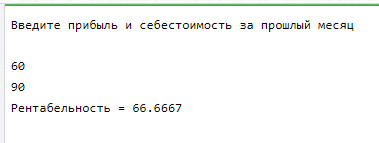 Введите прибыль и себестоимость за прошлый месяц
60
90
Рентабельность = 66.6667